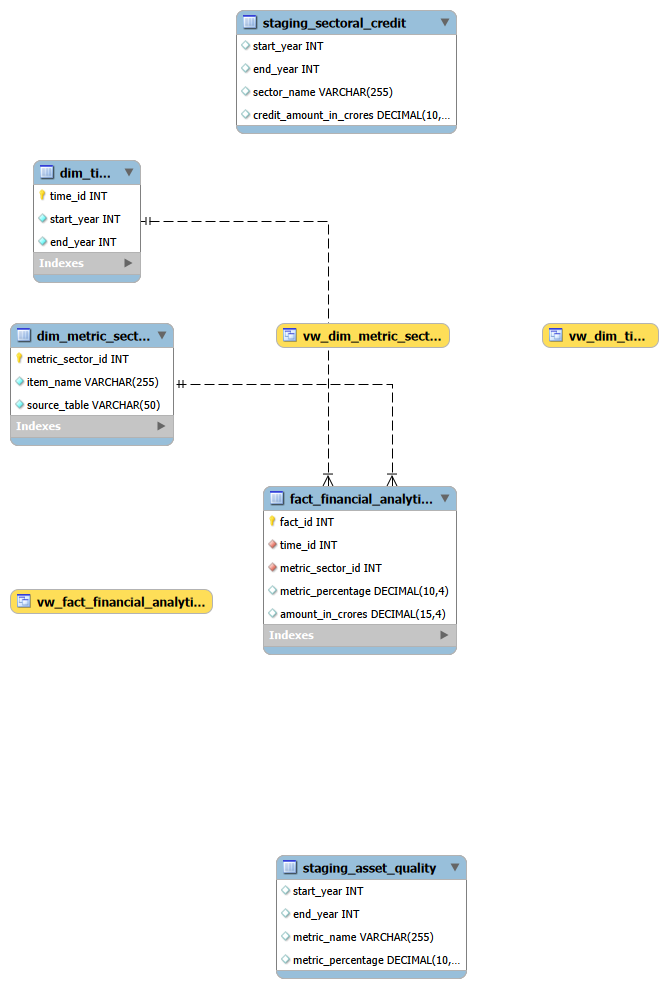 staging_sectoral_credit
start_year INT
end_year INT
sector_name VARCHAR(255)
credit_amount_in_crores DECIMAL(10,...
dim_ti...
time_id INT
start_year INT
end_year INT
Indexes
dim_metric_sect...
metric_sector_id INT
item_name VARCHAR(255)
source_table VARCHAR(50)
Indexes
vw_dim_metric_sect...
vw_dim_ti...
fact_financial_analyti...
fact_id INT
time_id INT
metric_sector_id INT
metric_percentage DECIMAL(10,4)
amount_in_crores DECIMAL(15,4)
Indexes
vw_fact_financial_analyti...
staging_asset_quality
start_year INT
end_year INT
metric_name VARCHAR(255)
metric_percentage DECIMAL(10,...